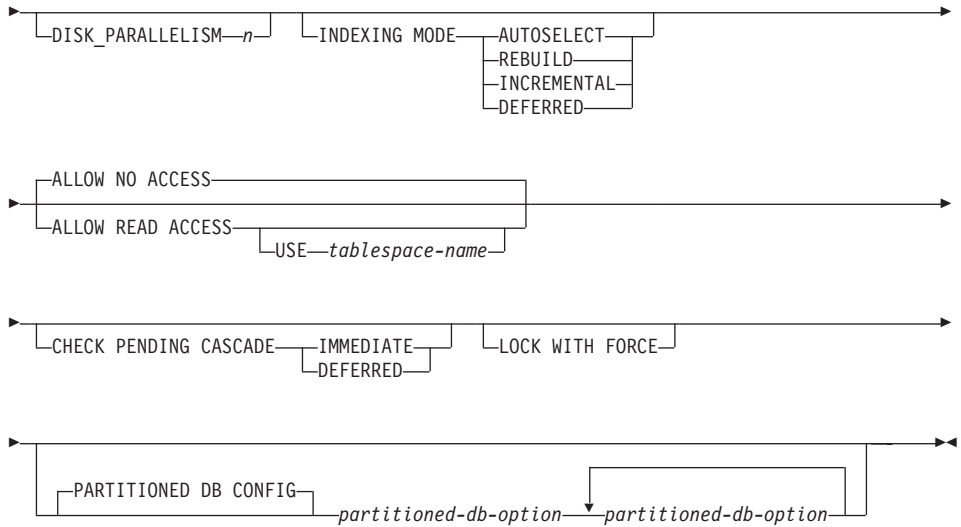 DISK_PARALLELISM n INDEXING MODE AUTOSELECT
REBUILD
INCREMENTAL
DEFERRED
ALLOW NO ACCESS
ALLOW READ ACCESS
USE tablespace-name
CHECK PENDING CASCADE IMMEDIATE LOCK WITH FORCE
DEFERRED
PARTITIONED DB CONFIG
partitioned-db-option partitioned-db-option